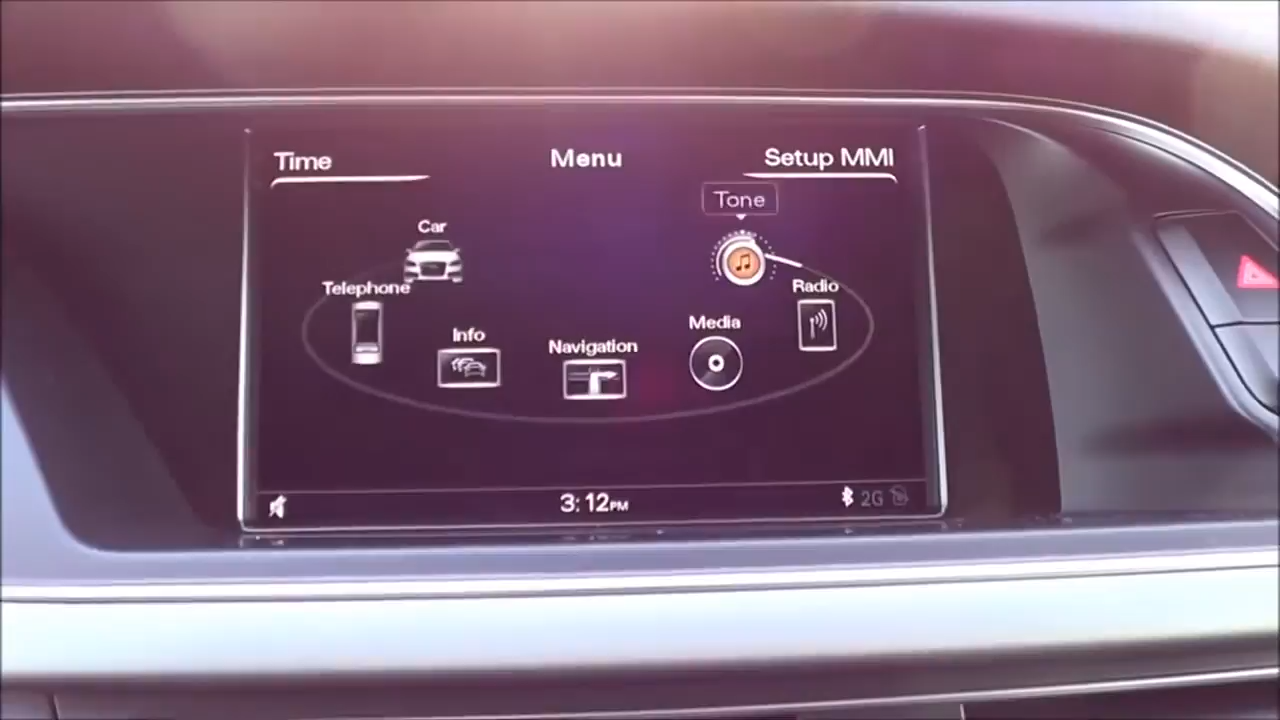 Time Menu Setup MMI
Tone
Car
Telephone
Radio
Media
Info
Navigation
3:12PM 2G